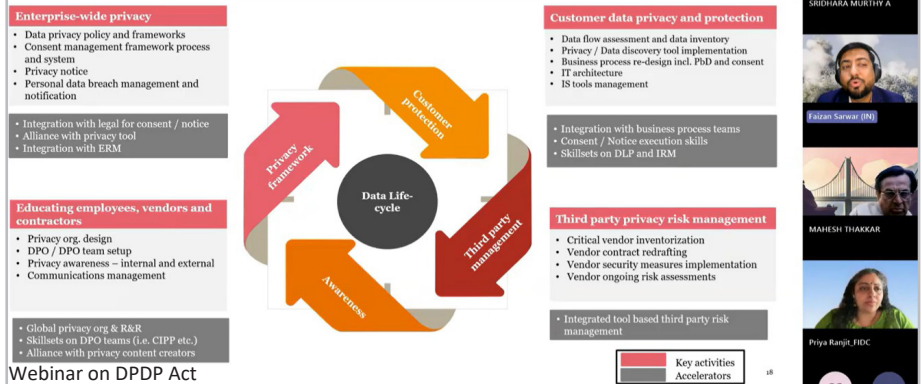 Enterprise-wide privacy
• Data privacy policy and frameworks
• Consent management framework process
and system
• Privacy notice
• Personal data breach management and
notification
• Integration with legal for consent / notice
• Alliance with privacy tool
• Integration with ERM
Educating employees, vendors and
contractors
• Privacy org. design
• DPO / DPO team setup
• Privacy awareness – internal and external
• Communications management
• Global privacy org & R&R
• Skillsets on DPO teams (i.e. CIPP etc.)
• Alliance with privacy content creators
Webinar on DPDP Act
Privacy
framework
Customer
protection
Data Life-
cycle
Third party
management
Awareness
Customer data privacy and protection
• Data flow assessment and data inventory
• Privacy / Data discovery tool implementation
• Business process re-design incl. PbD and consent
• IT architecture
• IS tools management
• Integration with business process teams
• Consent / Notice execution skills
• Skillsets on DLP and IRM
Third party privacy risk management
• Critical vendor inventorization
• Vendor contract redrafting
• Vendor security measures implementation
• Vendor ongoing risk assessments
• Integrated tool based third party risk
management
Key activities
Accelerators
18
SRIDHARA MURTHY A
Faizan Sarwar (IN)
MAHESH THAKKAR
Priya Ranjit_FIDC